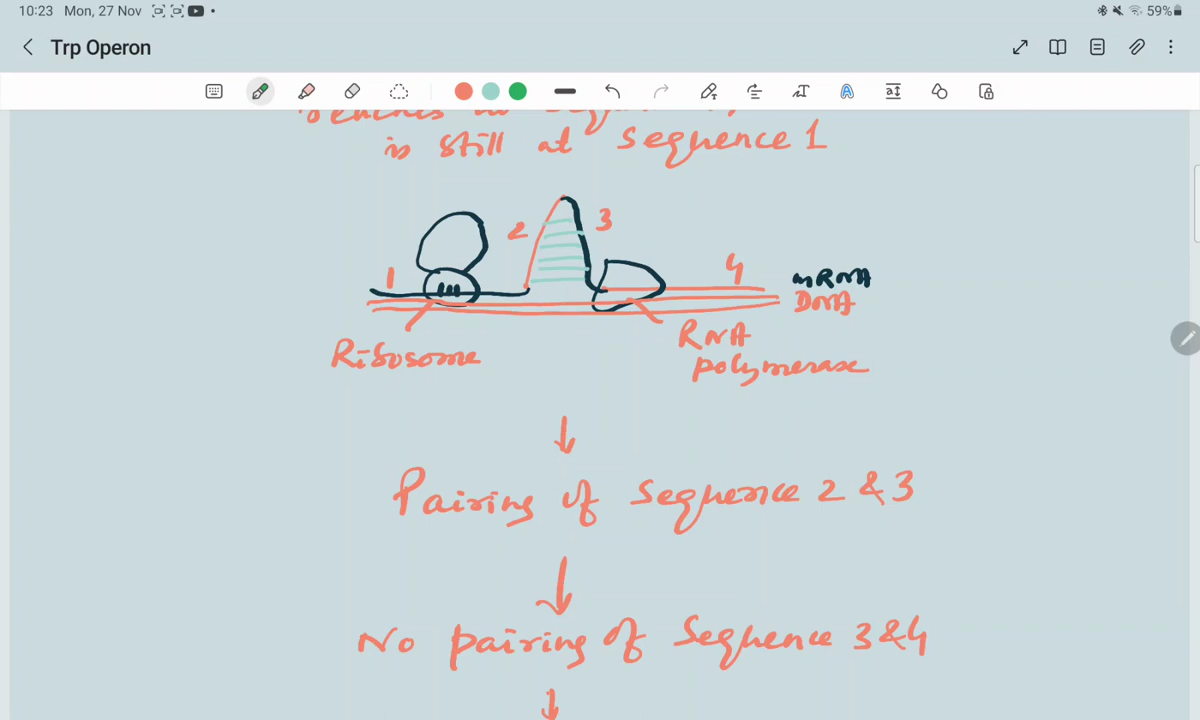 10:23 Mon, 27 Nov
59%
Trp Operon
is still at sequence 1
2 3
1 4
mRNA
DNA
Ribosome
RNA
polymerase
Pairing of sequence 2 & 3
No pairing of sequence 3 & 4